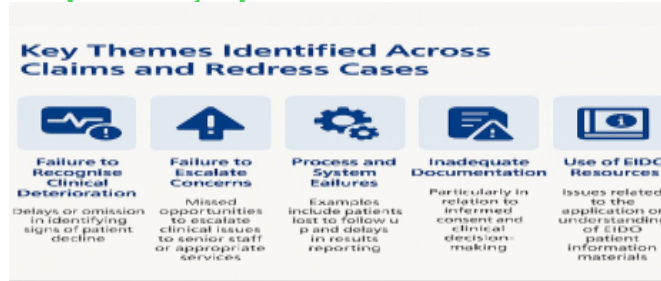 Key Themes Identified Across
Claims and Redress Cases
Failure to
Recognise
Clinical
Deterioration
Delays or omission
in identifying
signs of patient
decline
Failure to
Escalate
Concerns
Missed
opportunities
to escalate
clinical issues
to senior staff
or appropriate
services
Process and
System
Failures
Examples
include patients
lost to follow u
p and delays
in results
reporting
Inadequate
Documentation
Particularly in
relation to
informed
consent and
clinical
decision-
making
Use of EIDO
Resources
Issues related
to the
application or
understanding
of EIDO
patient
information
materials